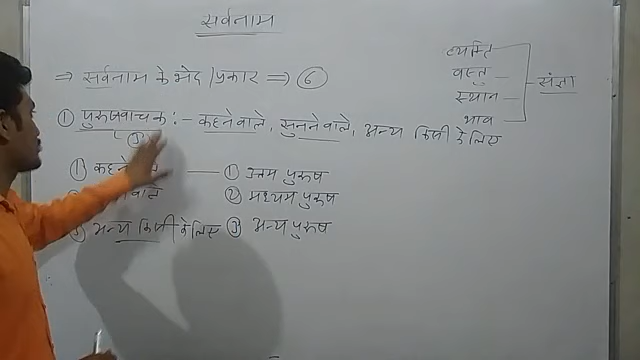 सर्वनाम
⇒ सर्वनाम के भेद / प्रकार ⇒ 6
व्यक्ति
वस्तु
स्थान
भाव
संज्ञा
① पुरुषवाचक :- कहने वाले, सुनने वाले, अन्य किसी के लिए
③
① कहने — ① उत्तम पुरुष
वाले ② मध्यम पुरुष
③ अन्य किसी के लिए ③ अन्य पुरुष